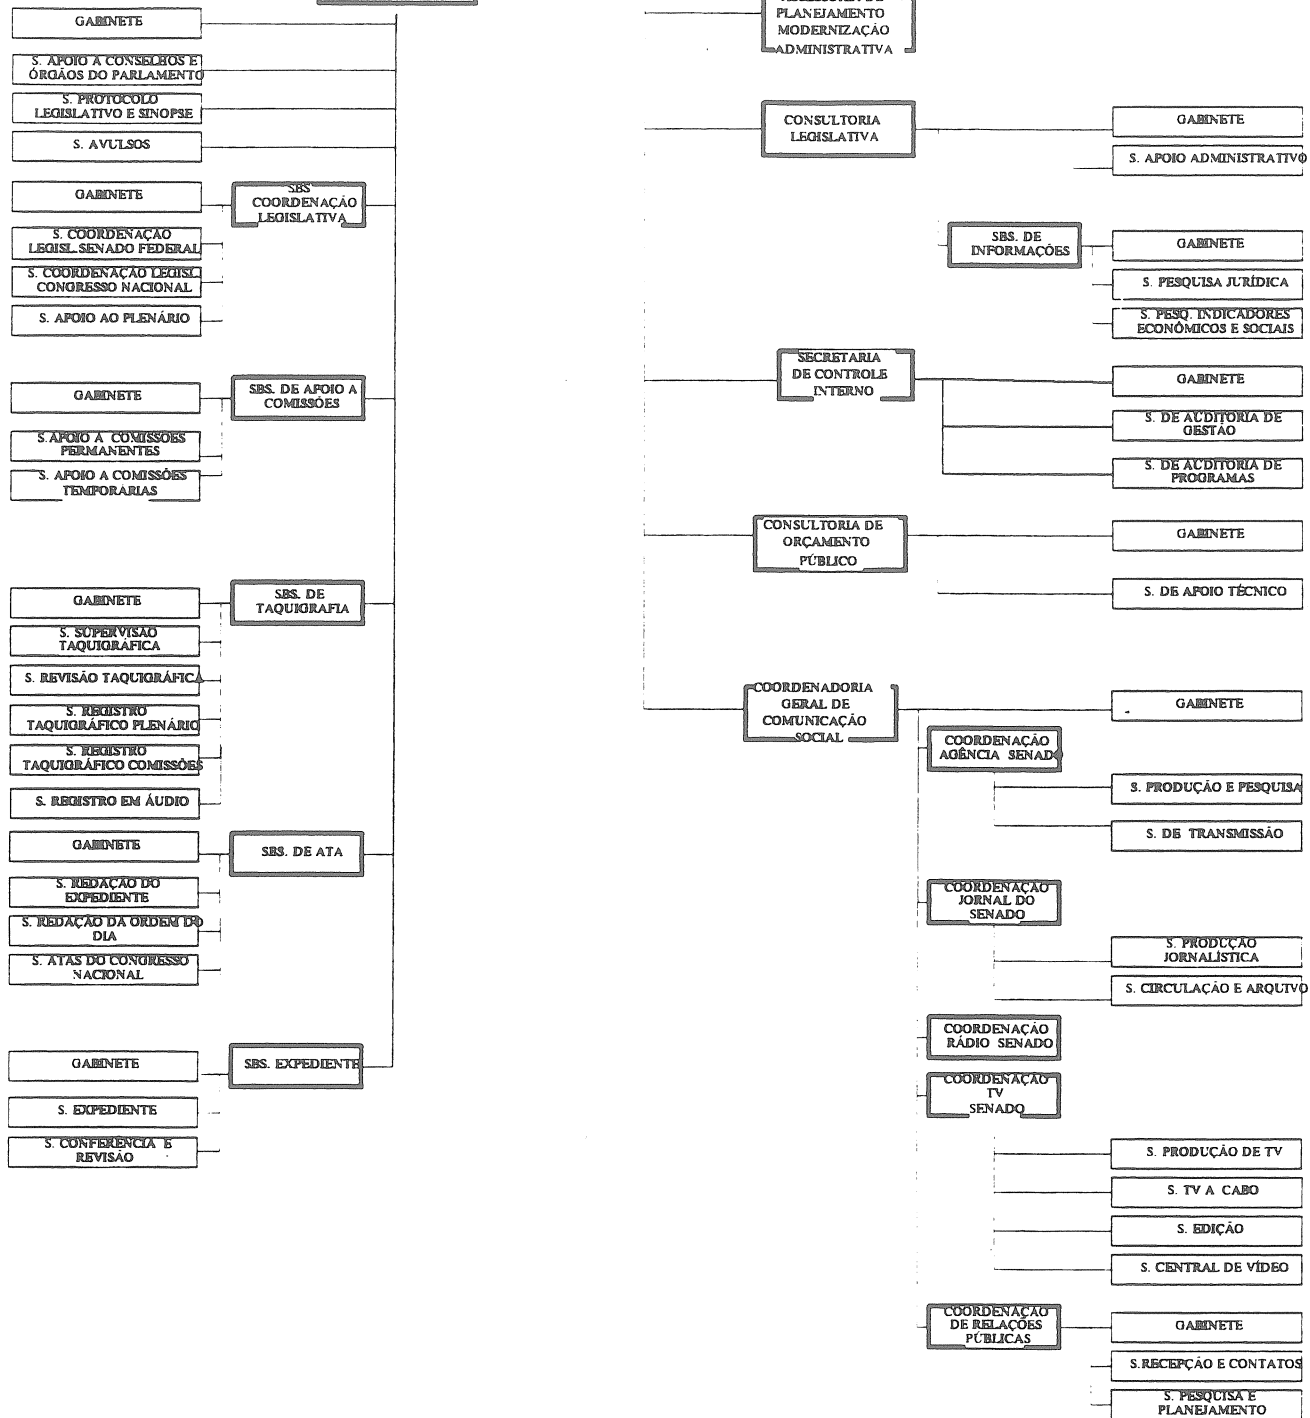 GABINETE
S. APOIO A CONSELHOS E
ÓRGÃOS DO PARLAMENTO
S. PROTOCOLO
LEGISLATIVO E SINOPSE
S. AVULSOS
GABINETE
SBS
COORDENAÇÃO
LEGISLATIVA
S. COORDENAÇÃO
LEGISL. SENADO FEDERAL
S. COORDENAÇÃO LEGISL
CONGRESSO NACIONAL
S. APOIO AO PLENÁRIO
GABINETE
SBS. DE APOIO A
COMISSÕES
S. APOIO A COMISSÕES
PERMANENTES
S. APOIO A COMISSÕES
TEMPORARIAS
GABINETE
SBS. DE
TAQUIGRAFIA
S. SUPERVISÃO
TAQUIGRÁFICA
S. REVISÃO TAQUIGRÁFICA
S. REGISTRO
TAQUIGRÁFICO PLENÁRIO
S. REGISTRO
TAQUIGRÁFICO COMISSÕES
S. REGISTRO EM ÁUDIO
GABINETE
SBS. DE ATA
S. REDAÇÃO DO
EXPEDIENTE
S. REDAÇÃO DA ORDEM DO
DIA
S. ATAS DO CONGRESSO
NACIONAL
GABINETE
SBS. EXPEDIENTE
S. EXPEDIENTE
S. CONFERÊNCIA E
REVISÃO
PLANEJAMENTO
MODERNIZAÇÃO
ADMINISTRATIVA
CONSULTORIA
LEGISLATIVA
GABINETE
S. APOIO ADMINISTRATIVO
SBS. DE
INFORMAÇÕES
GABINETE
S. PESQUISA JURÍDICA
S. PESQ. INDICADORES
ECONÔMICOS E SOCIAIS
SECRETARIA
DE CONTROLE
INTERNO
GABINETE
S. DE AUDITORIA DE
GESTÃO
S. DE AUDITORIA DE
PROGRAMAS
CONSULTORIA DE
ORÇAMENTO
PÚBLICO
GABINETE
S. DE APOIO TÉCNICO
COORDENADORIA
GERAL DE
COMUNICAÇÃO
SOCIAL
GABINETE
COORDENAÇÃO
AGÊNCIA SENADO
S. PRODUÇÃO E PESQUISA
S. DE TRANSMISSÃO
COORDENAÇÃO
JORNAL DO
SENADO
S. PRODUÇÃO
JORNALÍSTICA
S. CIRCULAÇÃO E ARQUIVO
COORDENAÇÃO
RÁDIO SENADO
COORDENAÇÃO
TV
SENADO
S. PRODUÇÃO DE TV
S. TV A CABO
S. EDIÇÃO
S. CENTRAL DE VÍDEO
COORDENAÇÃO
DE RELAÇÕES
PÚBLICAS
GABINETE
S.RECEPÇÃO E CONTATOS
S. PESQUISA E
PLANEJAMENTO